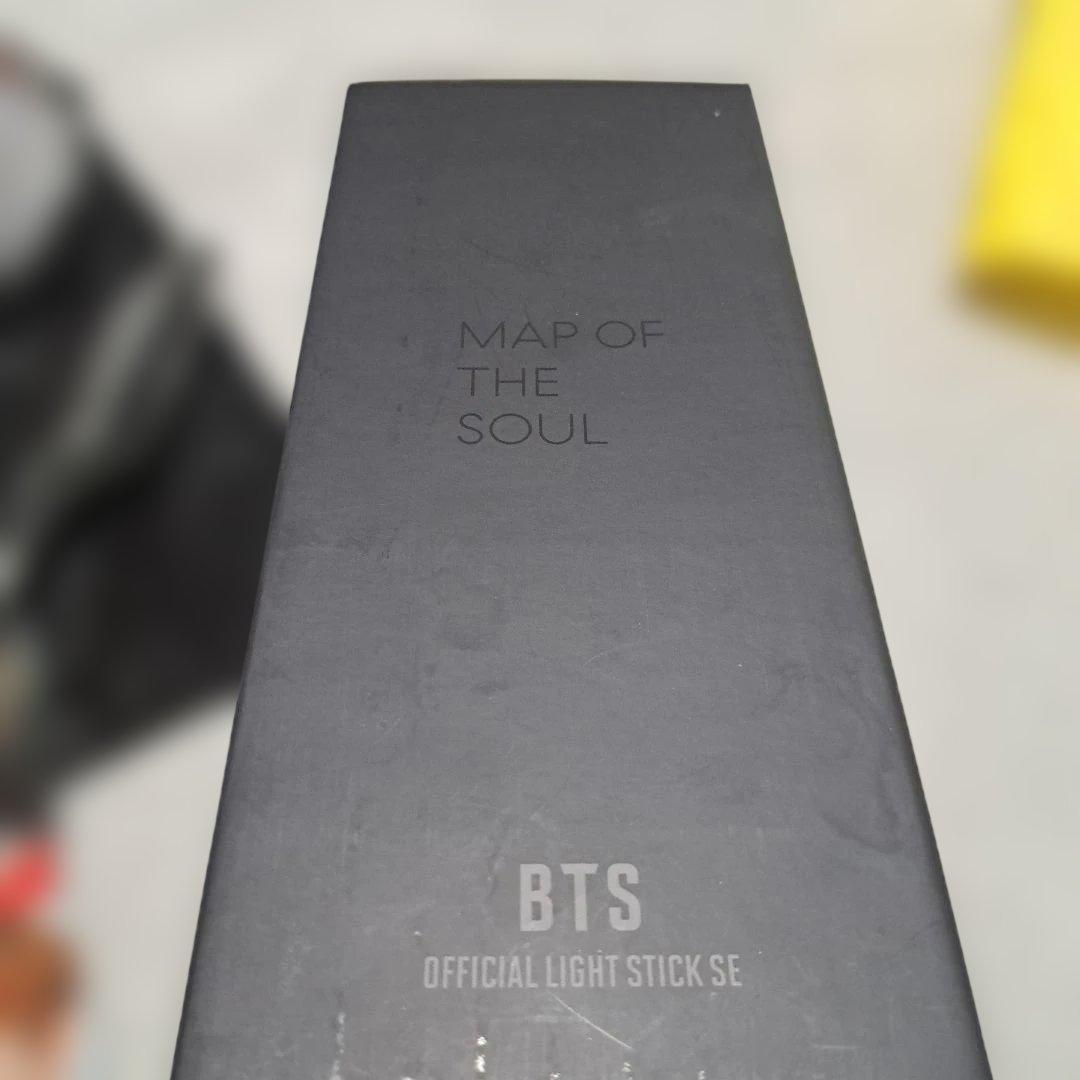 MAP OF
THE
SOUL
BTS
OFFICIAL LIGHT STICK SE